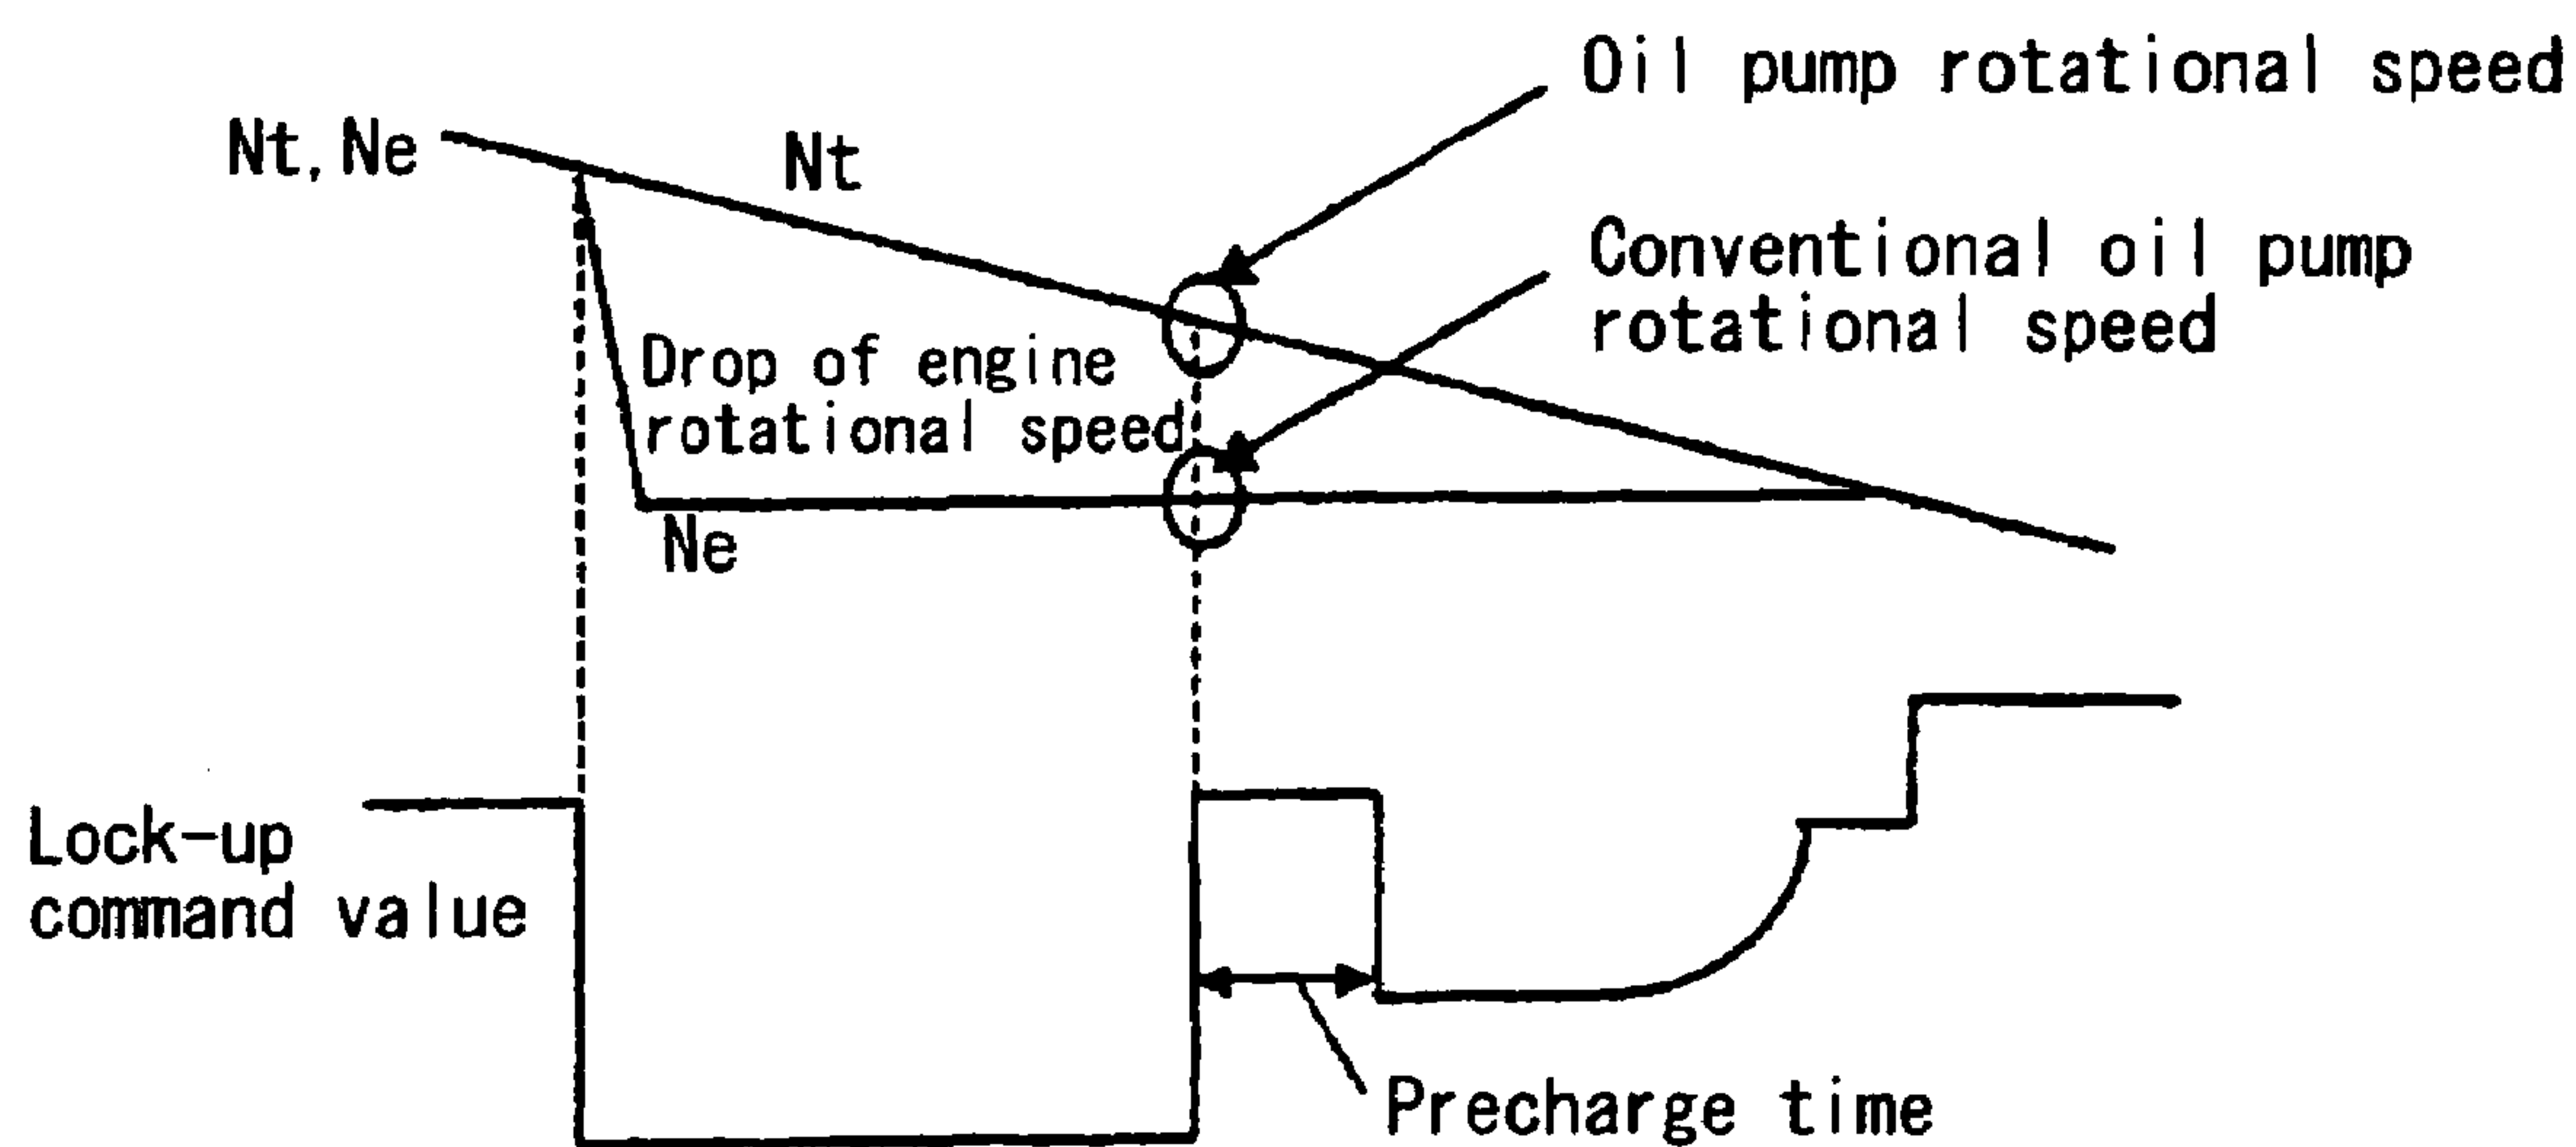 Oil pump rotational speed
Nt, Ne
Nt
Conventional oil pump
rotational speed
Drop of engine
rotational speed
Ne
Lock-up
command value
Precharge time